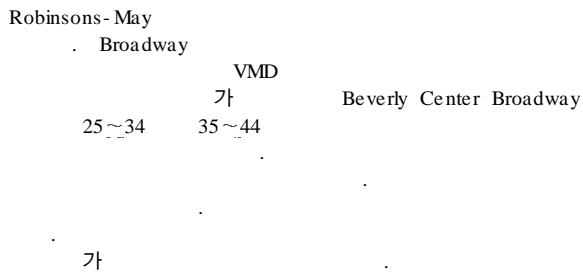 Robinsons-May
. Broadway
VMD
가 Beverly Center Broadway
25~34 35~44
.
.
.
.
가 .